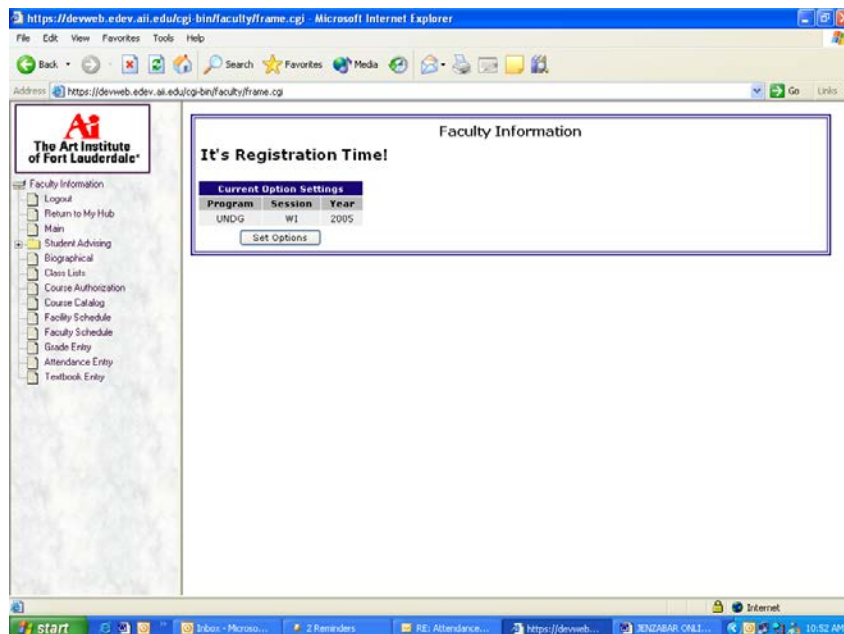 https://devweb.edev.aii.edu/cgi-bin/faculty/frame.cgi - Microsoft Internet Explorer
File Edit View Favorites Tools Help
Back Search Favorites Media
Address https://devweb.edev.aii.edu/cgi-bin/faculty/frame.cgi Go Links
Ai
The Art Institute
of Fort Lauderdale
Faculty Information
Logout
Return to My Hub
Main
Student Advising
Biographical
Class Lists
Course Authorization
Course Catalog
Facility Schedule
Faculty Schedule
Grade Entry
Attendance Entry
Textbook Entry
Faculty Information
It's Registration Time!
Current Option Settings
Program Session Year
UNDG WI 2005
Set Options
Internet
start Inbox - Microso... 2 Reminders RE: Attendance... https://devweb... JENZABAR ONLI... 10:52 AM